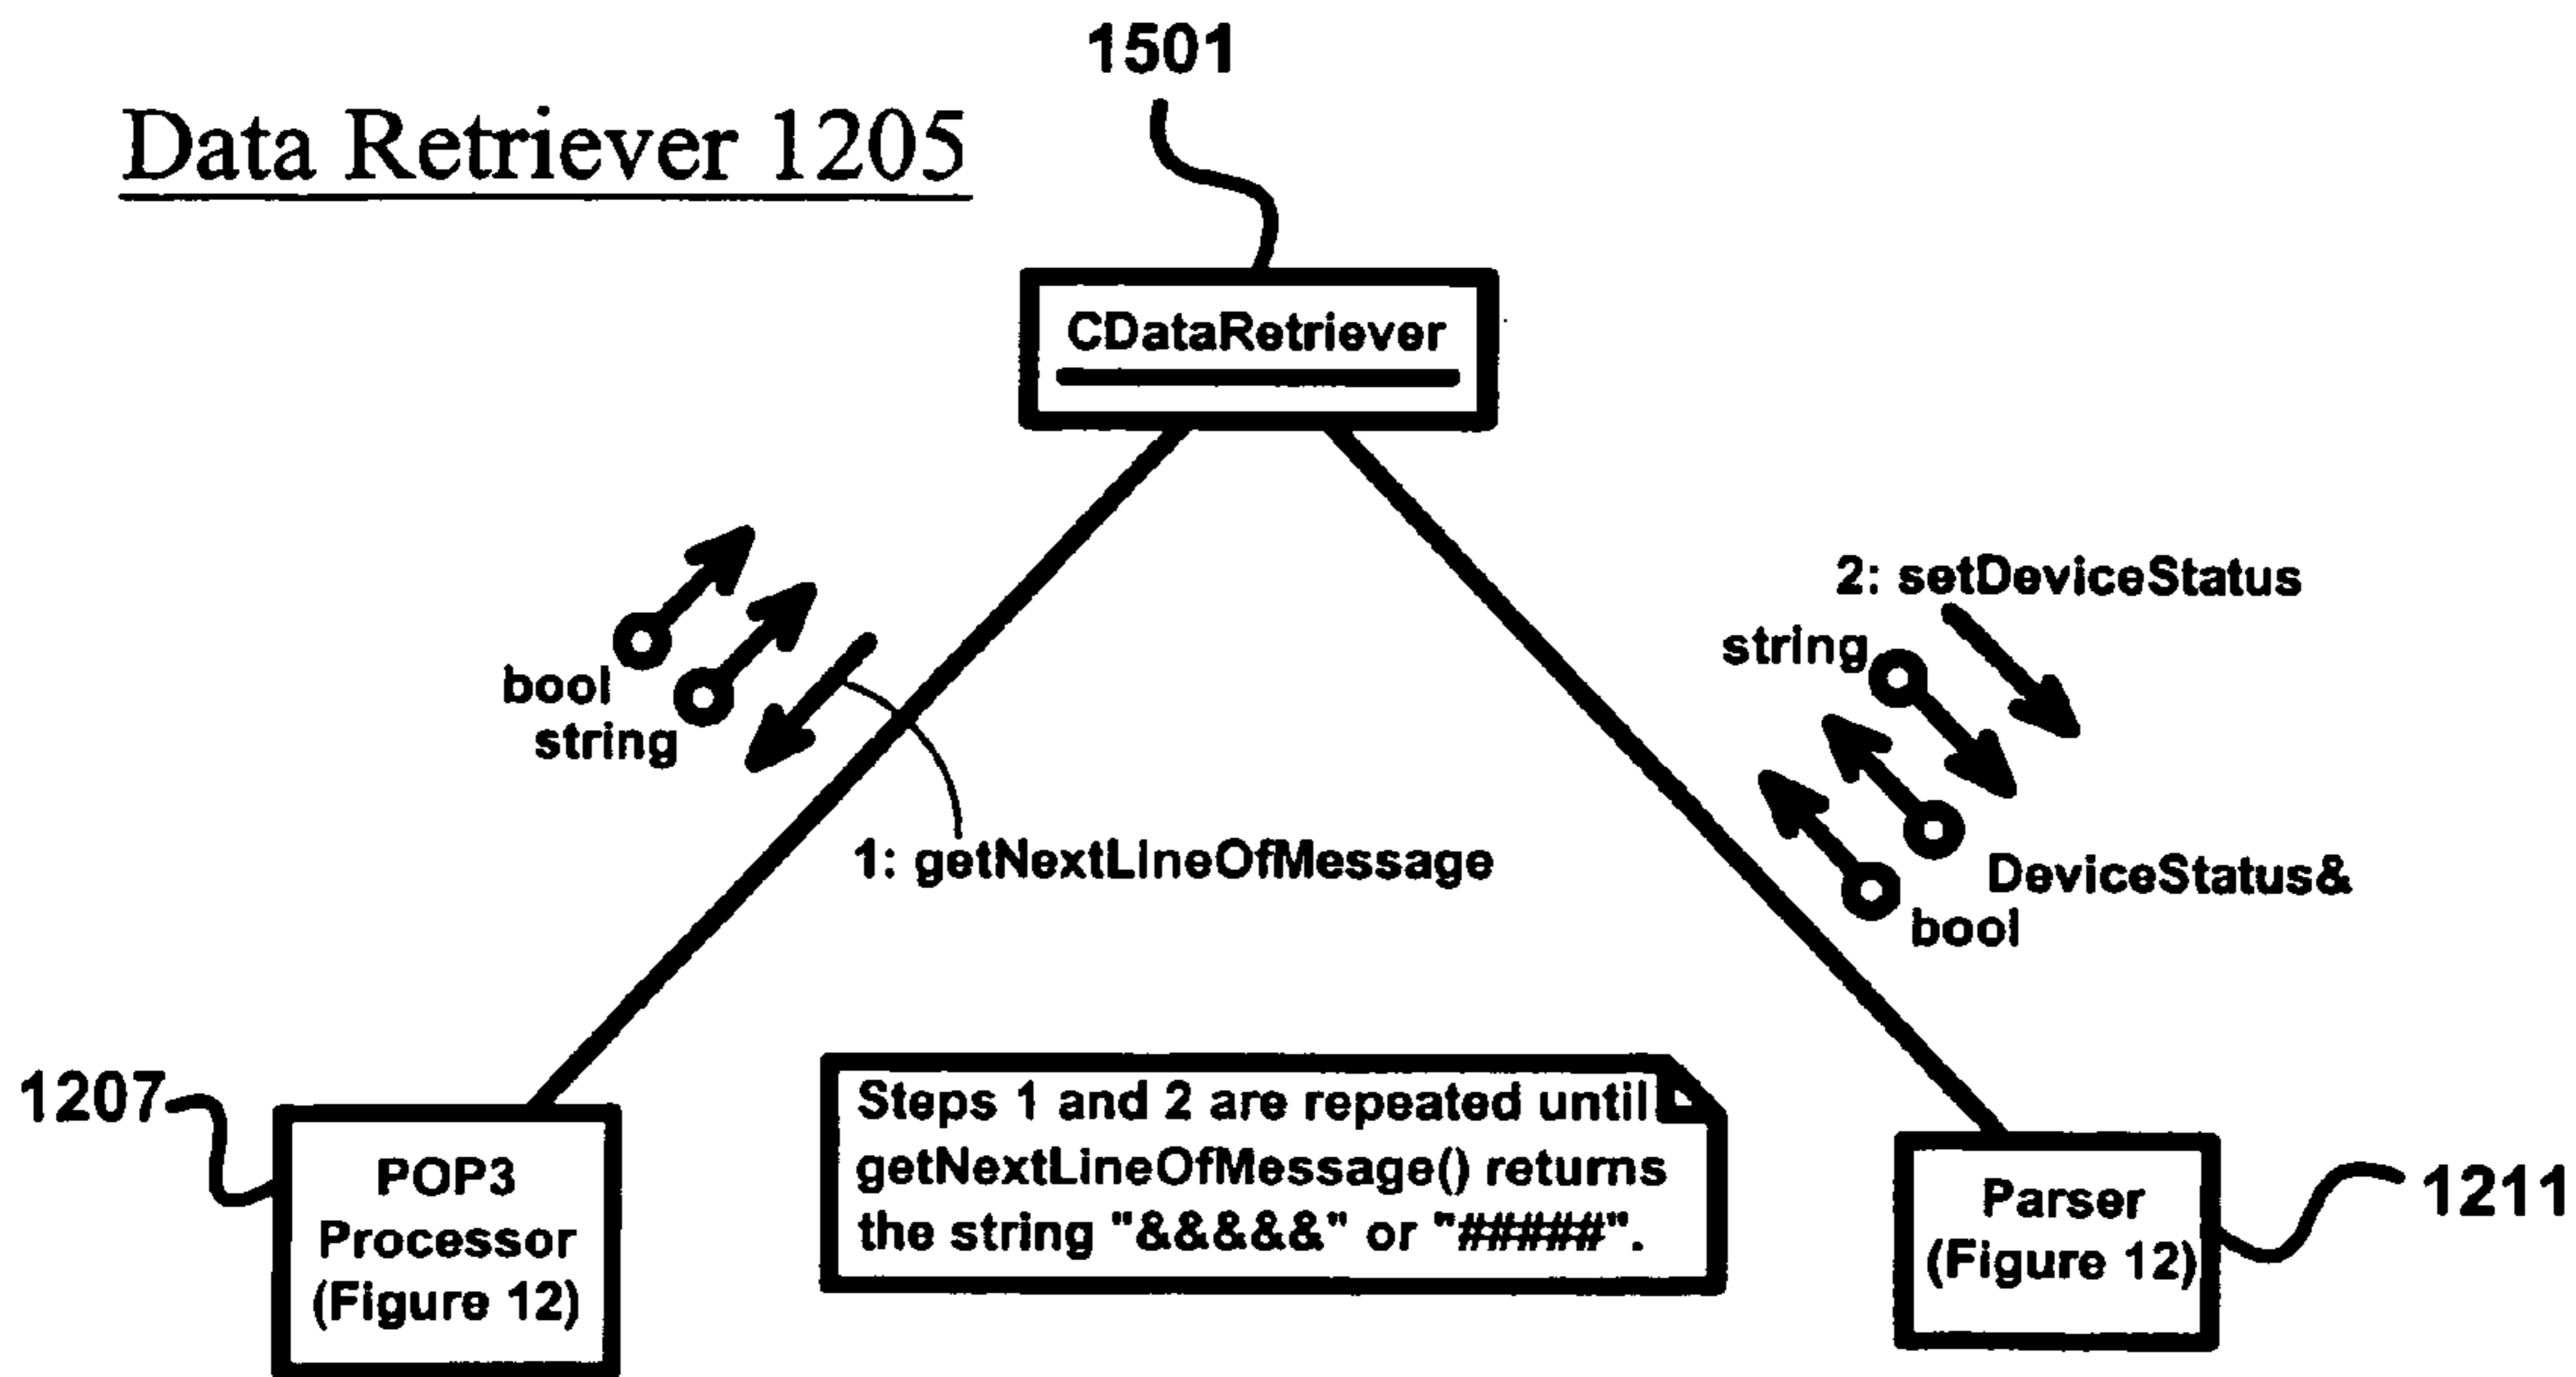 1501
Data Retriever 1205
CDataRetriever
2: setDeviceStatus
string
bool
string
1: getNextLineOfMessage
DeviceStatus&
bool
1207
POP3
Processor
(Figure 12)
Steps 1 and 2 are repeated until
getNextLineOfMessage() returns
the string "&&&&&" or "#####".
Parser
(Figure 12)
1211